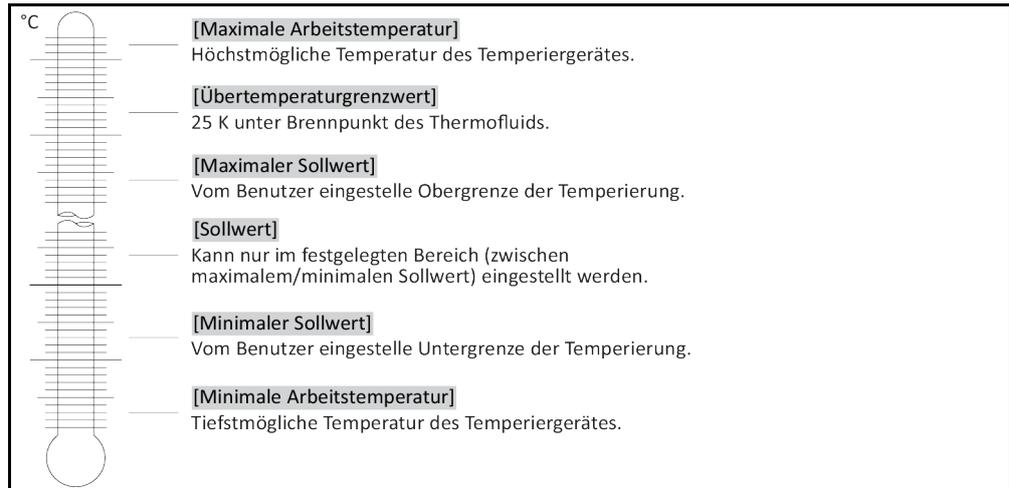 °C
[Maximale Arbeitstemperatur]
Höchstmögliche Temperatur des Temperiergerätes.
[Übertemperaturgrenzwert]
25 K unter Brennpunkt des Thermofluids.
[Maximaler Sollwert]
Vom Benutzer eingestelle Obergrenze der Temperierung.
[Sollwert]
Kann nur im festgelegten Bereich (zwischen
maximalem/minimalen Sollwert) eingestellt werden.
[Minimaler Sollwert]
Vom Benutzer eingestelle Untergrenze der Temperierung.
[Minimale Arbeitstemperatur]
Tiefstmögliche Temperatur des Temperiergerätes.